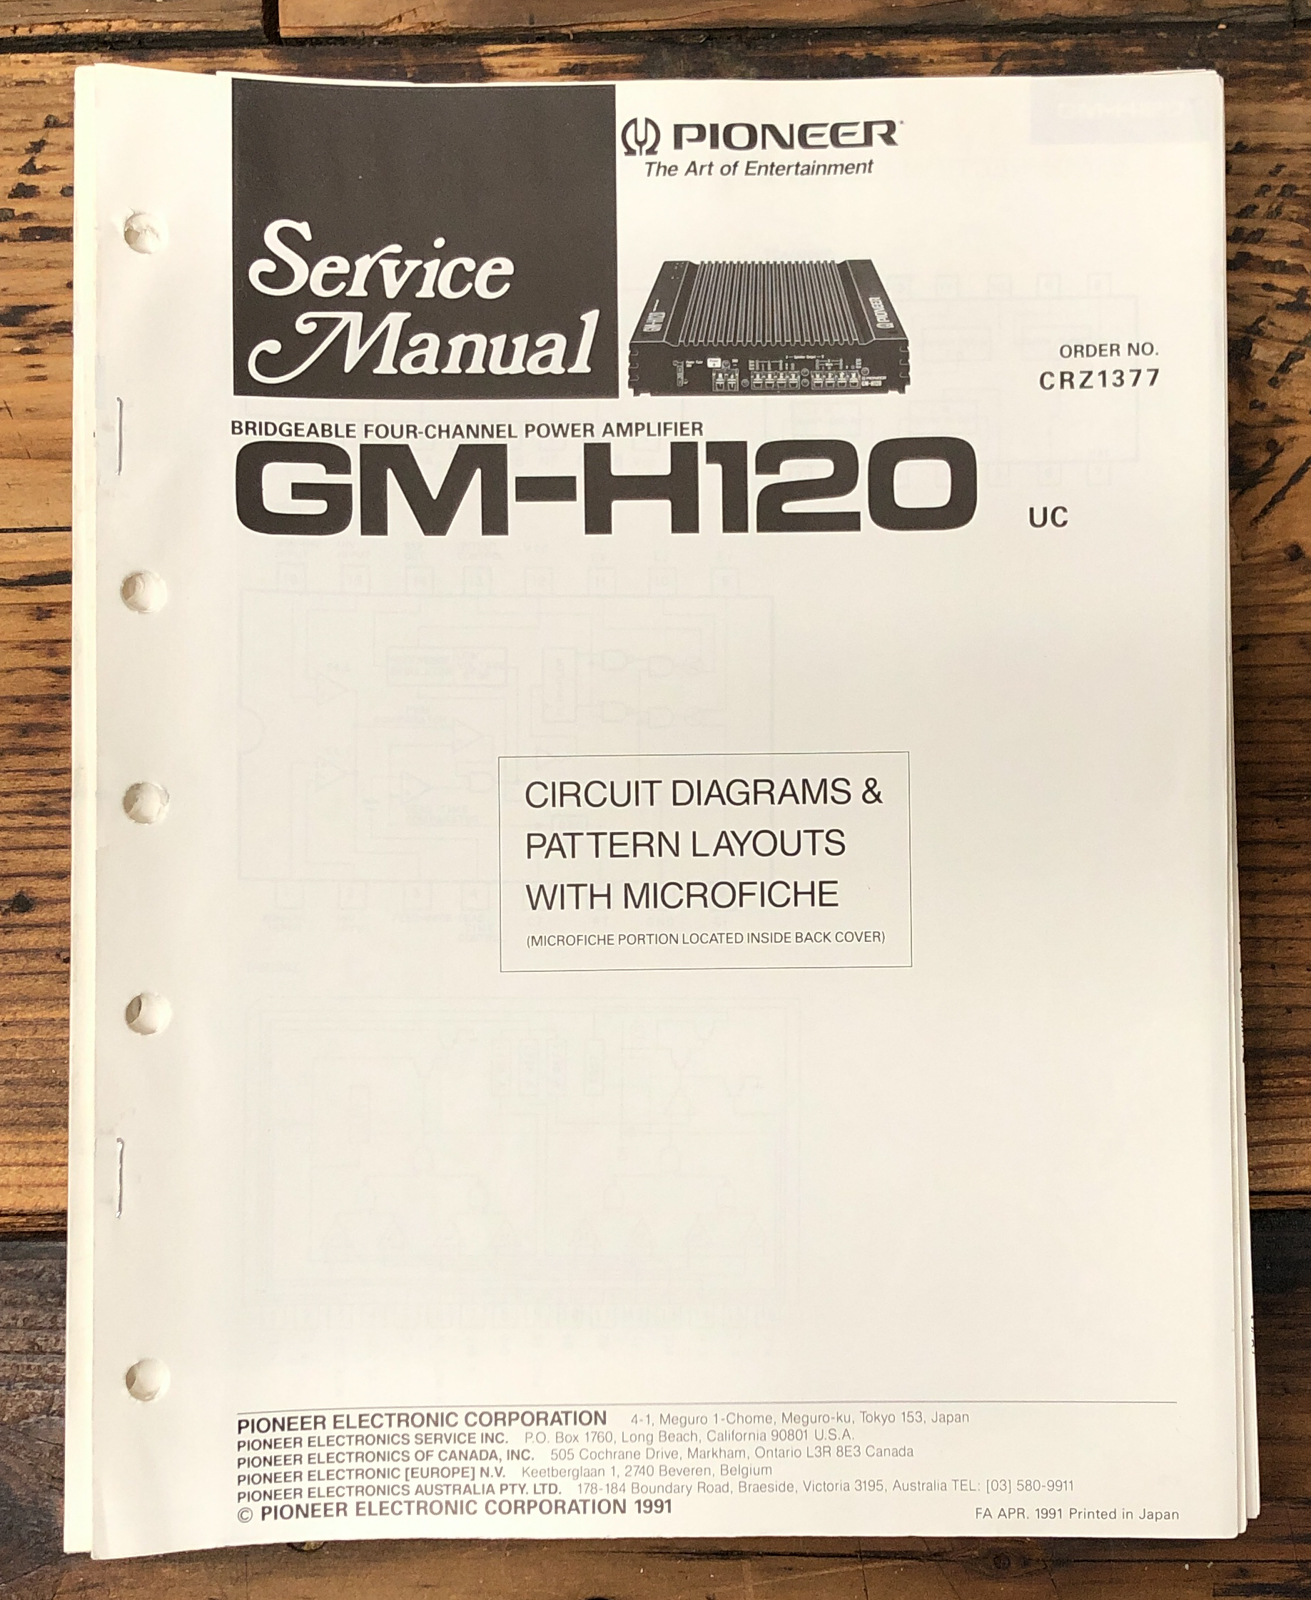 PIONEER
The Art of Entertainment
Service
Manual
PIONEER
GM-H120
ORDER NO.
CRZ1377
BRIDGEABLE FOUR-CHANNEL POWER AMPLIFIER
GM-H120
UC
CIRCUIT DIAGRAMS &
PATTERN LAYOUTS
WITH MICROFICHE
(MICROFICHE PORTION LOCATED INSIDE BACK COVER)
PIONEER ELECTRONIC CORPORATION 4-1, Meguro 1-Chome, Meguro-ku, Tokyo 153, Japan
PIONEER ELECTRONICS SERVICE INC. P.O. Box 1760, Long Beach, California 90801 U.S.A.
PIONEER ELECTRONICS OF CANADA, INC. 505 Cochrane Drive, Markham, Ontario L3R 8E3 Canada
PIONEER ELECTRONIC [EUROPE] N.V. Keetberglaan 1, 2740 Beveren, Belgium
PIONEER ELECTRONICS AUSTRALIA PTY. LTD. 178-184 Boundary Road, Braeside, Victoria 3195, Australia TEL: [03] 580-9911
© PIONEER ELECTRONIC CORPORATION 1991
FA APR. 1991 Printed in Japan